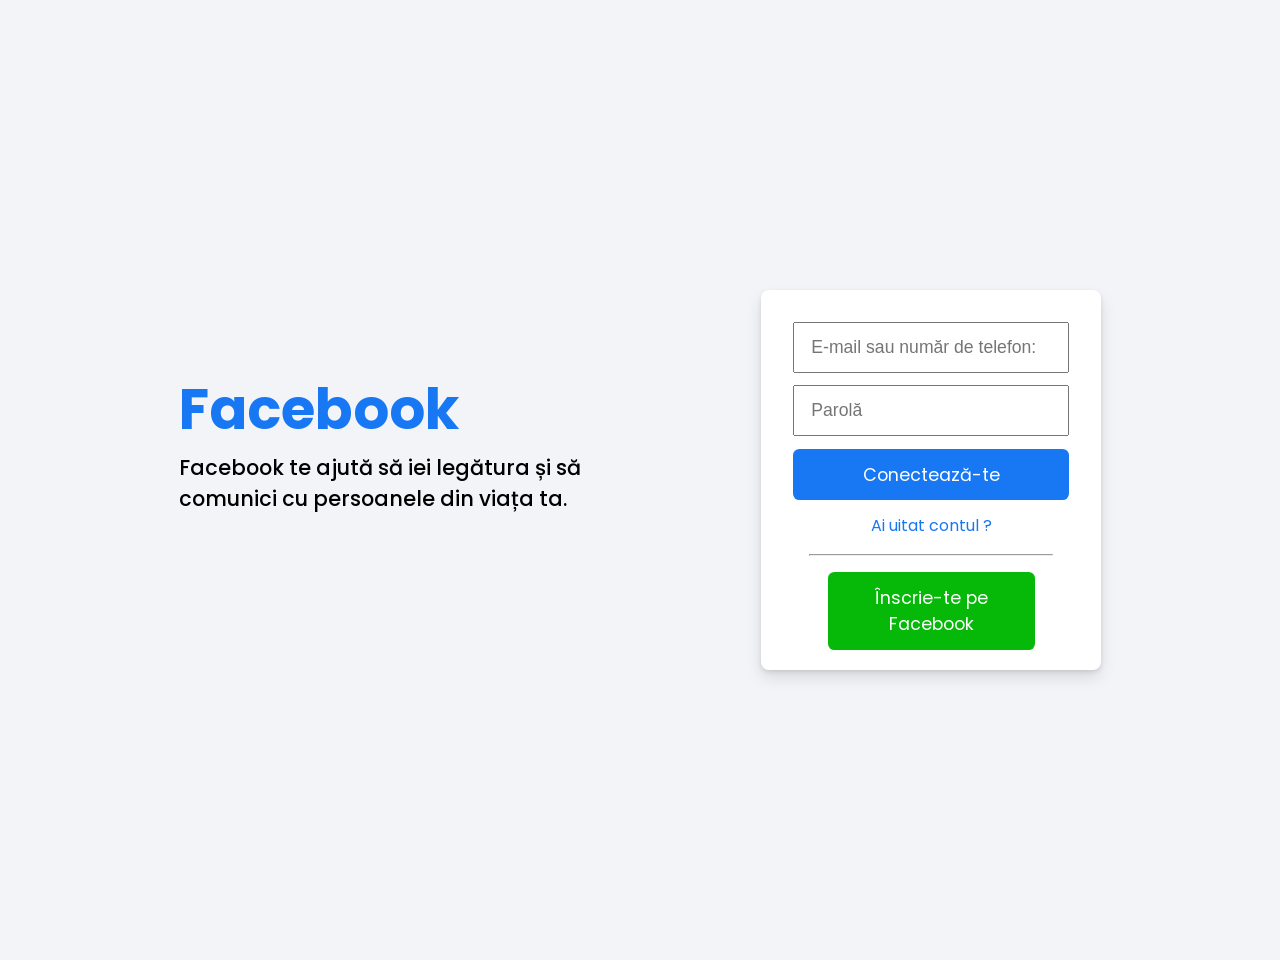 Facebook
Facebook te ajută să iei legătura și să
comunici cu persoanele din viața ta.
E-mail sau număr de telefon:
Parolă
Conectează-te
Ai uitat contul ?
Înscrie-te pe
Facebook